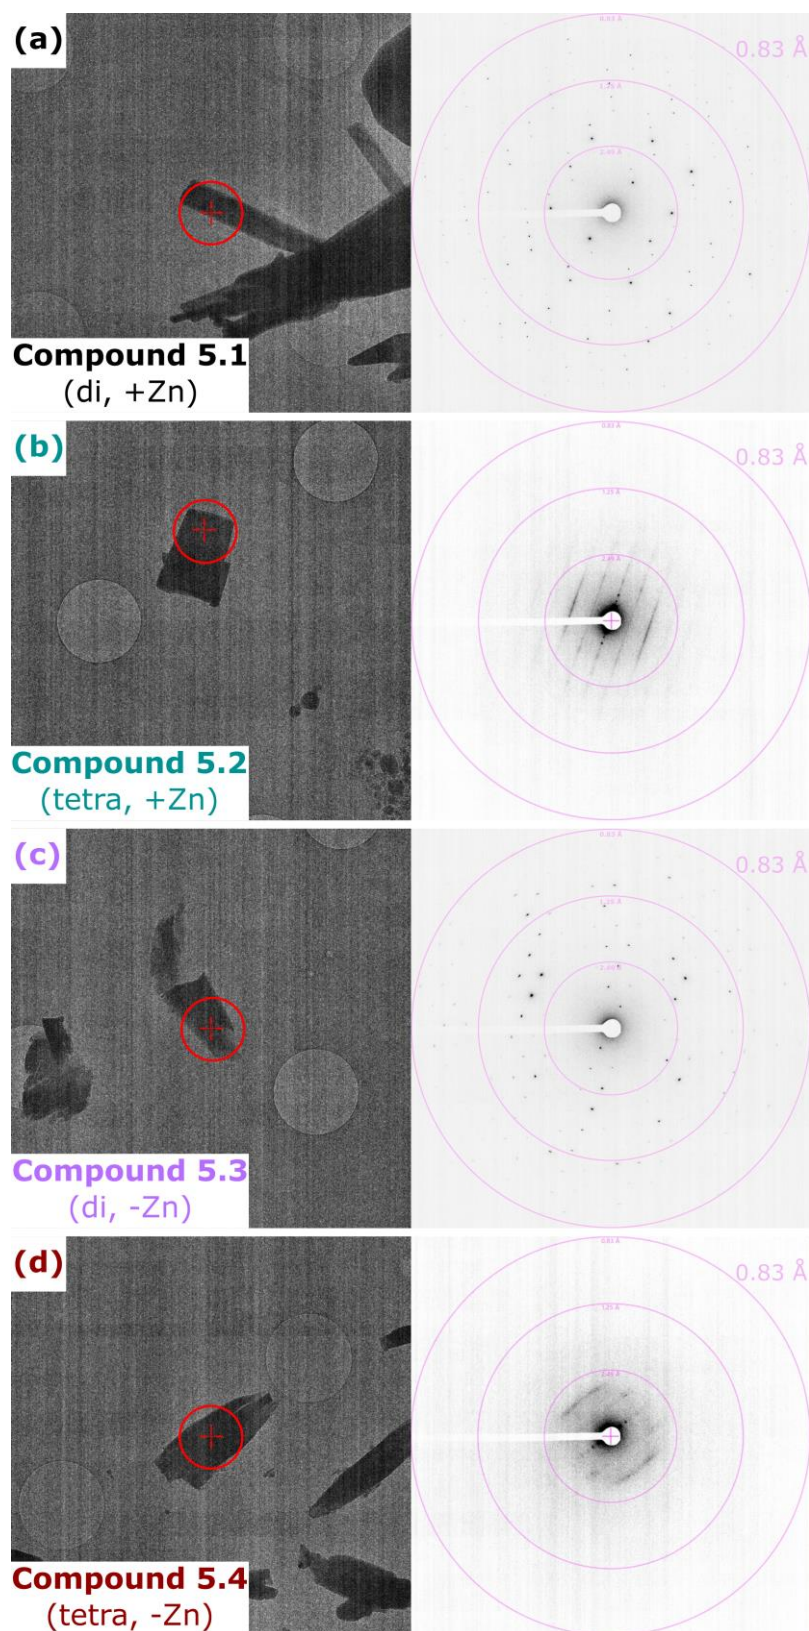 (a)
0.83 Å
Compound 5.1
(di, +Zn)
(b)
0.83 Å
Compound 5.2
(tetra, +Zn)
(c)
0.83 Å
Compound 5.3
(di, -Zn)
(d)
0.83 Å
Compound 5.4
(tetra, -Zn)